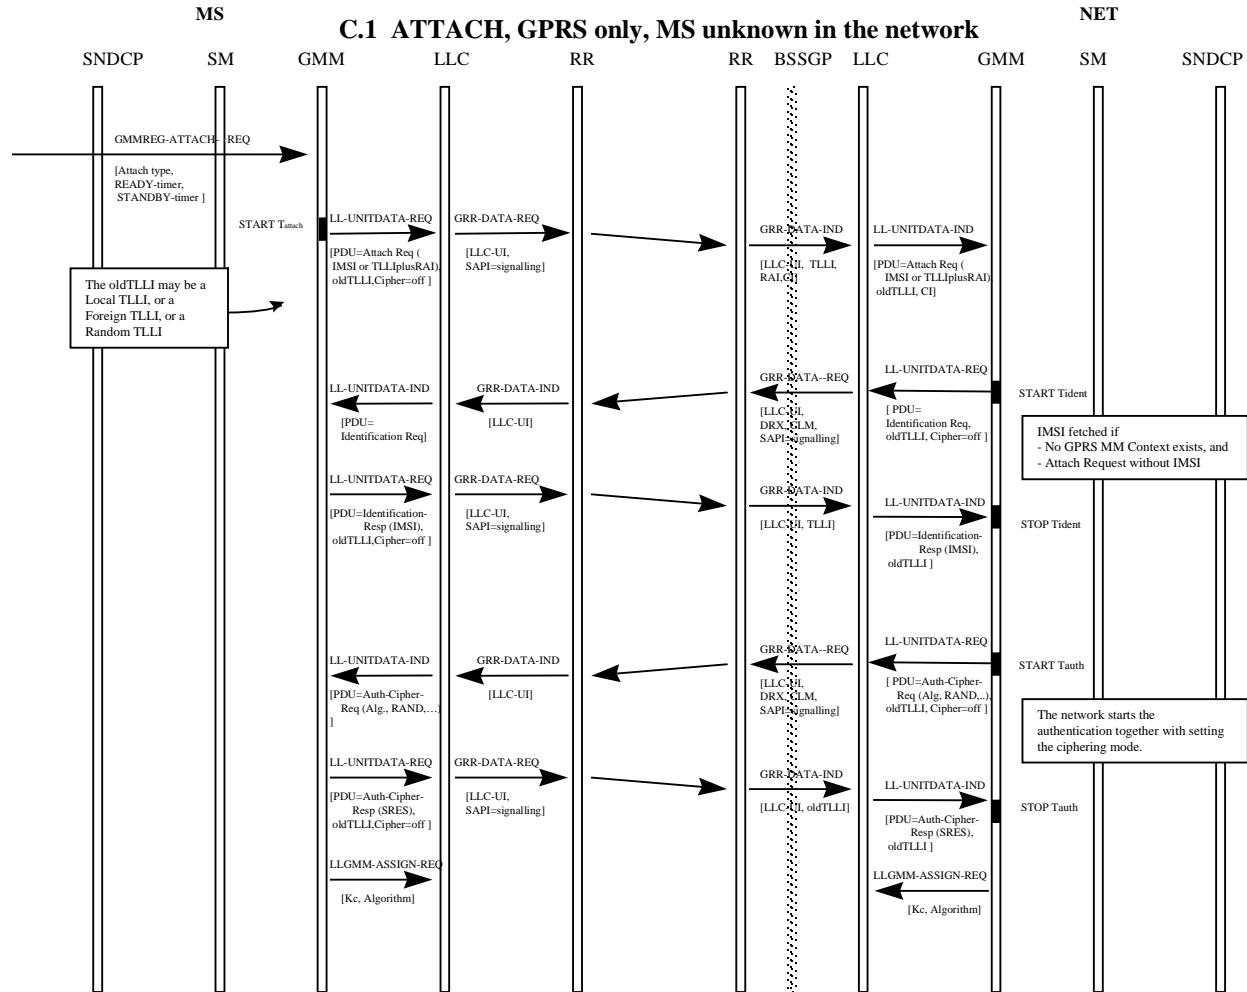 MS
NET
C.1 ATTACH, GPRS only, MS unknown in the network
SNDCP SM GMM LLC RR RR BSSGP LLC GMM SM SNDCP
GMMREG-ATTACH- REQ
[Attach type,
READY-timer,
STANDBY-timer ]
START Tattach
LL-UNITDATA-REQ
[PDU=Attach Req (
IMSI or TLLIplusRAI),
oldTLLI,Cipher=off ]
GRR-DATA-REQ
[LLC-UI,
SAPI=signalling]
GRR-DATA-IND
[LLC-UI, TLLI,
RAI,CI]
LL-UNITDATA-IND
[PDU=Attach Req (
IMSI or TLLIplusRAI),
oldTLLI, CI]
The oldTLLI may be a
Local TLLI, or a
Foreign TLLI, or a
Random TLLI
LL-UNITDATA-IND
[PDU=
Identification Req]
GRR-DATA-IND
[LLC-UI]
GRR-DATA--REQ
[LLC-UI,
DRX, CLM,
SAPI=signalling]
LL-UNITDATA-REQ
[ PDU=
Identification Req,
oldTLLI, Cipher=off ]
START Tident
IMSI fetched if
- No GPRS MM Context exists, and
- Attach Request without IMSI
LL-UNITDATA-REQ
[PDU=Identification-
Resp (IMSI),
oldTLLI,Cipher=off ]
GRR-DATA-REQ
[LLC-UI,
SAPI=signalling]
GRR-DATA-IND
[LLC-UI, TLLI]
LL-UNITDATA-IND
[PDU=Identification-
Resp (IMSI),
oldTLLI ]
STOP Tident
LL-UNITDATA-IND
[PDU=Auth-Cipher-
Req (Alg., RAND,…)
]
GRR-DATA-IND
[LLC-UI]
GRR-DATA--REQ
[LLC-UI,
DRX, CLM,
SAPI=signalling]
LL-UNITDATA-REQ
[ PDU=Auth-Cipher-
Req (Alg, RAND,..),
oldTLLI, Cipher=off ]
START Tauth
The network starts the
authentication together with setting
the ciphering mode.
LL-UNITDATA-REQ
[PDU=Auth-Cipher-
Resp (SRES),
oldTLLI,Cipher=off ]
GRR-DATA-REQ
[LLC-UI,
SAPI=signalling]
GRR-DATA-IND
[LLC-UI, oldTLLI]
LL-UNITDATA-IND
[PDU=Auth-Cipher-
Resp (SRES),
oldTLLI ]
STOP Tauth
LLGMM-ASSIGN-REQ
[Kc, Algorithm]
LLGMM-ASSIGN-REQ
[Kc, Algorithm]